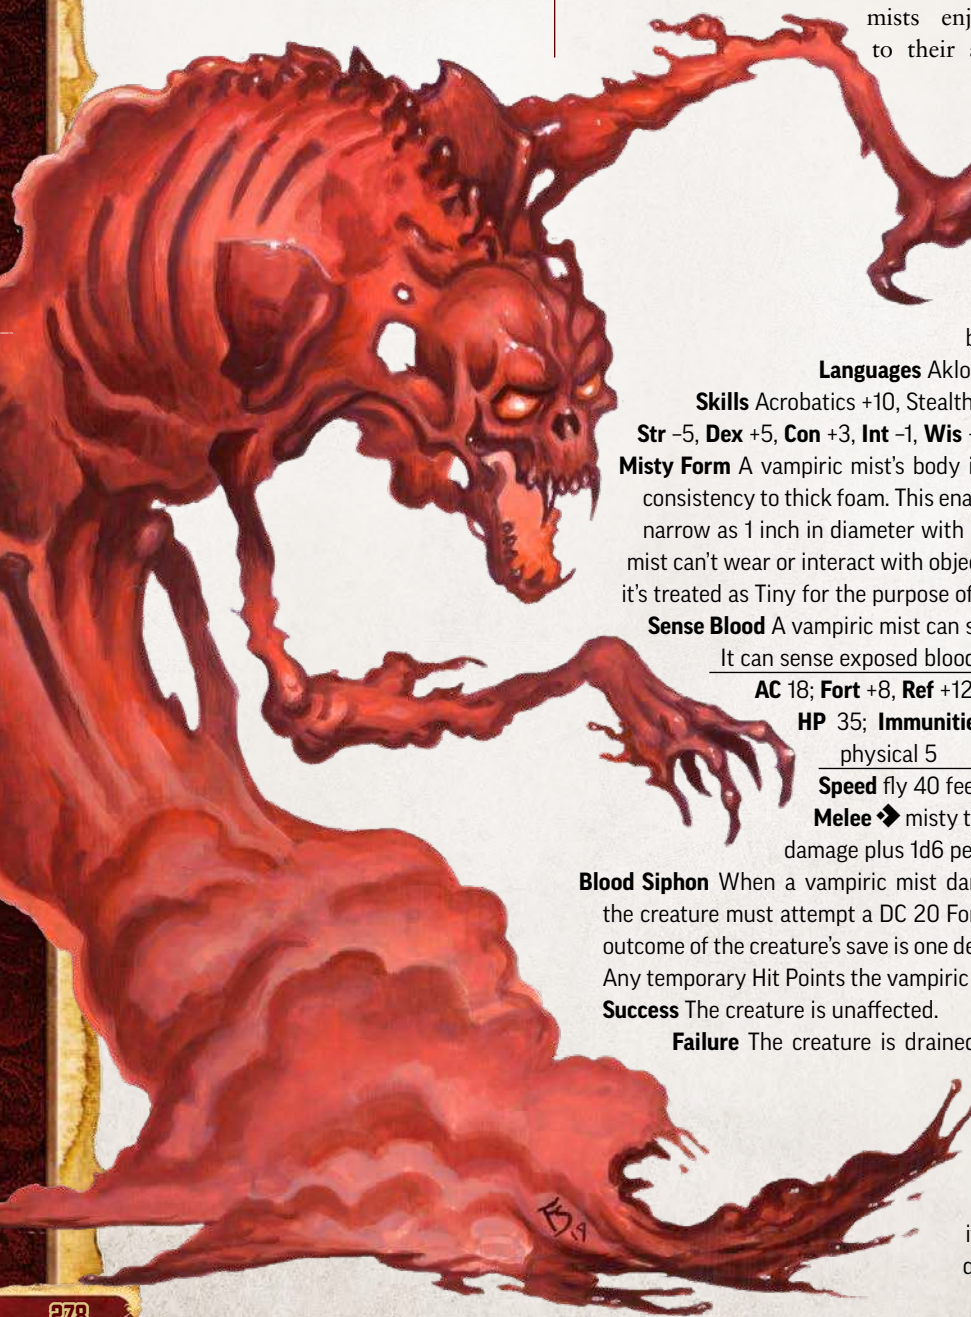 mists enj
to their
b
Languages Aklo
Skills Acrobatics +10, Stealth
Str –5, Dex +5, Con +3, Int –1, Wis
Misty Form A vampiric mist’s body i
consistency to thick foam. This ena
narrow as 1 inch in diameter with
mist can’t wear or interact with objec
it’s treated as Tiny for the purpose of
Sense Blood A vampiric mist can s
It can sense exposed blood
AC 18; Fort +8, Ref +12
HP 35; Immunitie
physical 5
Speed fly 40 fee
Melee misty t
damage plus 1d6 pe
Blood Siphon When a vampiric mist dar
the creature must attempt a DC 20 For
outcome of the creature’s save is one de
Any temporary Hit Points the vampiric
Success The creature is unaffected.
Failure The creature is drained
i
FS 19
278